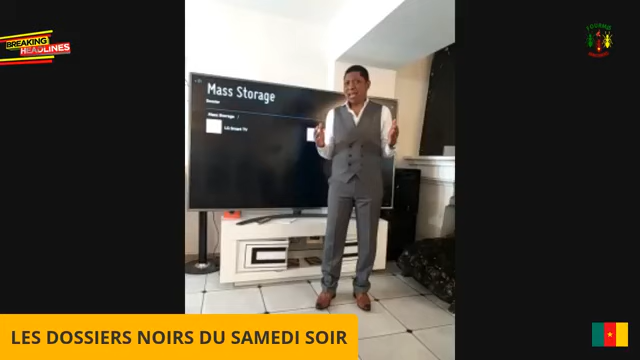 BREAKING
HEADLINES
Mass Storage
Mass Storage /
LG Smart TV
LES DOSSIERS NOIRS DU SAMEDI SOIR